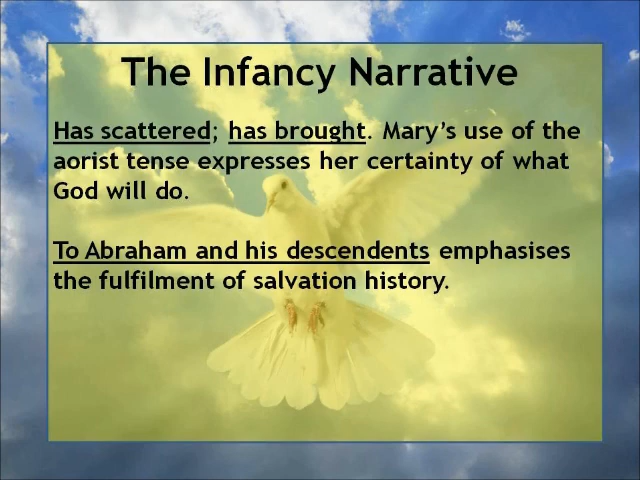 The Infancy Narrative
Has scattered; has brought. Mary’s use of the
aorist tense expresses her certainty of what
God will do.
To Abraham and his descendents emphasises
the fulfilment of salvation history.